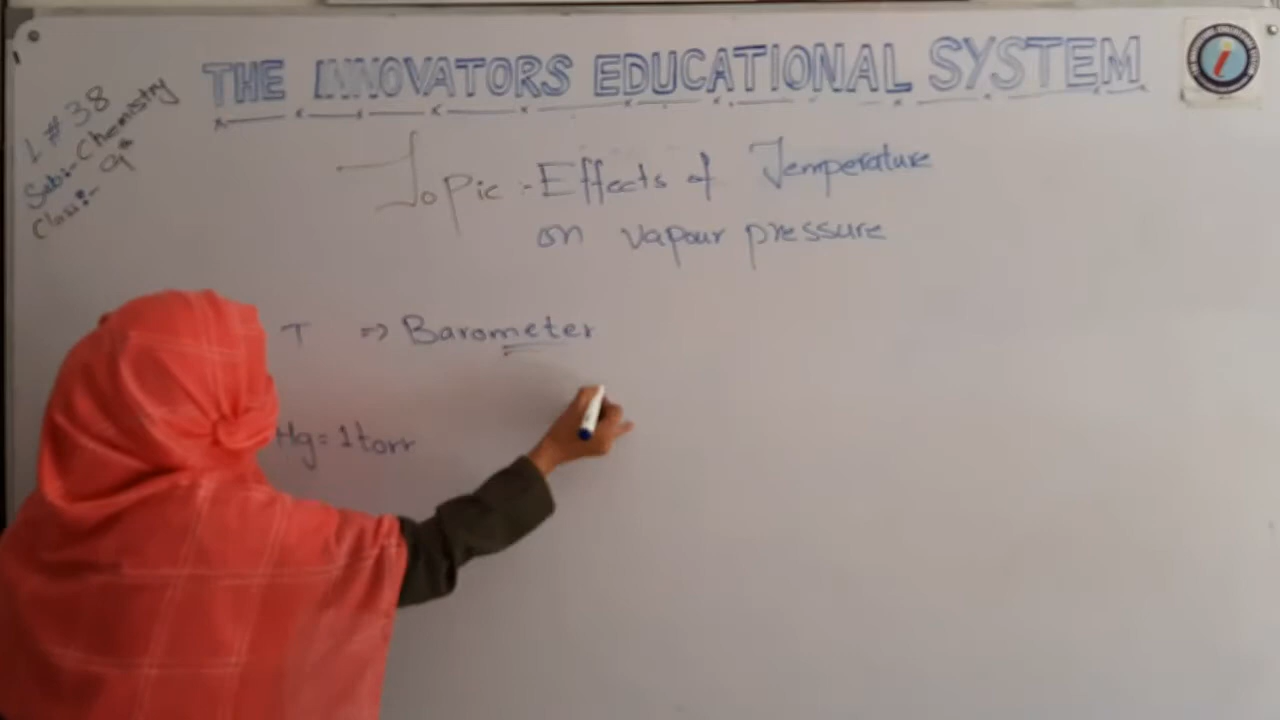 THE INNOVATORS EDUCATIONAL SYSTEM
L # 38
Sub:- Chemistry
Class:- 9th
Topic :- Effects of Temperature
on vapour pressure
T => Barometer
Hg = 1 torr